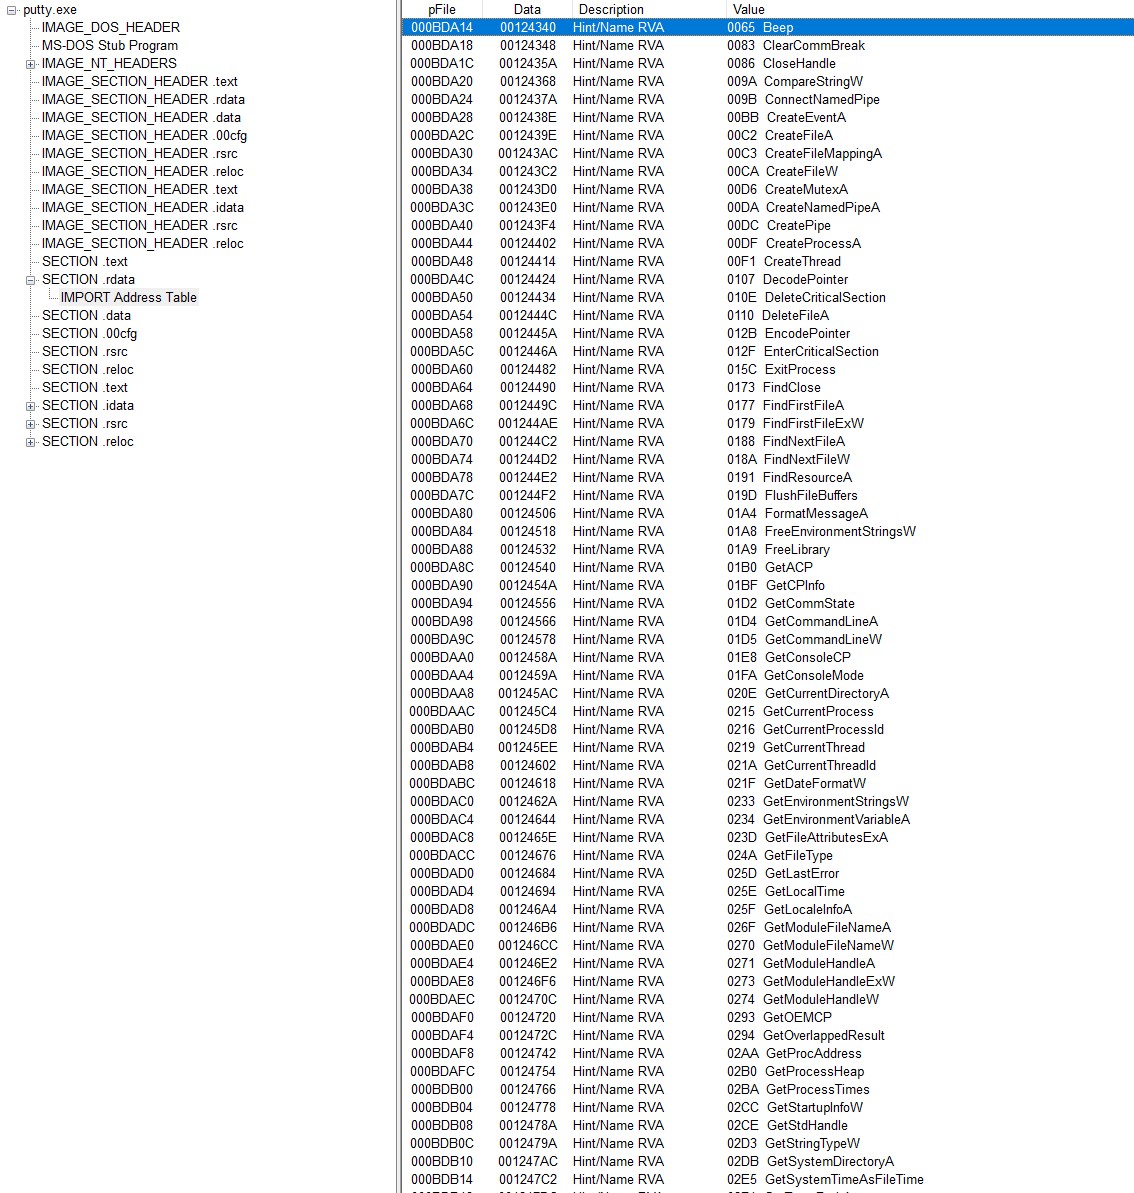 putty.exe
IMAGE_DOS_HEADER
MS-DOS Stub Program
IMAGE_NT_HEADERS
IMAGE_SECTION_HEADER .text
IMAGE_SECTION_HEADER .rdata
IMAGE_SECTION_HEADER .data
IMAGE_SECTION_HEADER .00cfg
IMAGE_SECTION_HEADER .rsrc
IMAGE_SECTION_HEADER .reloc
IMAGE_SECTION_HEADER .text
IMAGE_SECTION_HEADER .idata
IMAGE_SECTION_HEADER .rsrc
IMAGE_SECTION_HEADER .reloc
SECTION .text
SECTION .rdata
IMPORT Address Table
SECTION .data
SECTION .00cfg
SECTION .rsrc
SECTION .reloc
SECTION .text
SECTION .idata
SECTION .rsrc
SECTION .reloc
pFile Data Description Value
000BDA14 00124340 Hint/Name RVA 0065 Beep
000BDA18 00124348 Hint/Name RVA 0083 ClearCommBreak
000BDA1C 0012435A Hint/Name RVA 0086 CloseHandle
000BDA20 00124368 Hint/Name RVA 009A CompareStringW
000BDA24 0012437A Hint/Name RVA 009B ConnectNamedPipe
000BDA28 0012438E Hint/Name RVA 00BB CreateEventA
000BDA2C 0012439E Hint/Name RVA 00C2 CreateFileA
000BDA30 001243AC Hint/Name RVA 00C3 CreateFileMappingA
000BDA34 001243C2 Hint/Name RVA 00CA CreateFileW
000BDA38 001243D0 Hint/Name RVA 00D6 CreateMutexA
000BDA3C 001243E0 Hint/Name RVA 00DA CreateNamedPipeA
000BDA40 001243F4 Hint/Name RVA 00DC CreatePipe
000BDA44 00124402 Hint/Name RVA 00DF CreateProcessA
000BDA48 00124414 Hint/Name RVA 00F1 CreateThread
000BDA4C 00124424 Hint/Name RVA 0107 DecodePointer
000BDA50 00124434 Hint/Name RVA 010E DeleteCriticalSection
000BDA54 0012444C Hint/Name RVA 0110 DeleteFileA
000BDA58 0012445A Hint/Name RVA 012B EncodePointer
000BDA5C 0012446A Hint/Name RVA 012F EnterCriticalSection
000BDA60 00124482 Hint/Name RVA 015C ExitProcess
000BDA64 00124490 Hint/Name RVA 0173 FindClose
000BDA68 0012449C Hint/Name RVA 0177 FindFirstFileA
000BDA6C 001244AE Hint/Name RVA 0179 FindFirstFileExW
000BDA70 001244C2 Hint/Name RVA 0188 FindNextFileA
000BDA74 001244D2 Hint/Name RVA 018A FindNextFileW
000BDA78 001244E2 Hint/Name RVA 0191 FindResourceA
000BDA7C 001244F2 Hint/Name RVA 019D FlushFileBuffers
000BDA80 00124506 Hint/Name RVA 01A4 FormatMessageA
000BDA84 00124518 Hint/Name RVA 01A8 FreeEnvironmentStringsW
000BDA88 00124532 Hint/Name RVA 01A9 FreeLibrary
000BDA8C 00124540 Hint/Name RVA 01B0 GetACP
000BDA90 0012454A Hint/Name RVA 01BF GetCPInfo
000BDA94 00124556 Hint/Name RVA 01D2 GetCommState
000BDA98 00124566 Hint/Name RVA 01D4 GetCommandLineA
000BDA9C 00124578 Hint/Name RVA 01D5 GetCommandLineW
000BDAA0 0012458A Hint/Name RVA 01E8 GetConsoleCP
000BDAA4 0012459A Hint/Name RVA 01FA GetConsoleMode
000BDAA8 001245AC Hint/Name RVA 020E GetCurrentDirectoryA
000BDAAC 001245C4 Hint/Name RVA 0215 GetCurrentProcess
000BDAB0 001245D8 Hint/Name RVA 0216 GetCurrentProcessId
000BDAB4 001245EE Hint/Name RVA 0219 GetCurrentThread
000BDAB8 00124602 Hint/Name RVA 021A GetCurrentThreadId
000BDABC 00124618 Hint/Name RVA 021F GetDateFormatW
000BDAC0 0012462A Hint/Name RVA 0233 GetEnvironmentStringsW
000BDAC4 00124644 Hint/Name RVA 0234 GetEnvironmentVariableA
000BDAC8 0012465E Hint/Name RVA 023D GetFileAttributesExA
000BDACC 00124676 Hint/Name RVA 024A GetFileType
000BDAD0 00124684 Hint/Name RVA 025D GetLastError
000BDAD4 00124694 Hint/Name RVA 025E GetLocalTime
000BDAD8 001246A4 Hint/Name RVA 025F GetLocaleInfoA
000BDADC 001246B6 Hint/Name RVA 026F GetModuleFileNameA
000BDAE0 001246CC Hint/Name RVA 0270 GetModuleFileNameW
000BDAE4 001246E2 Hint/Name RVA 0271 GetModuleHandleA
000BDAE8 001246F6 Hint/Name RVA 0273 GetModuleHandleExW
000BDAEC 0012470C Hint/Name RVA 0274 GetModuleHandleW
000BDAF0 00124720 Hint/Name RVA 0293 GetOEMCP
000BDAF4 0012472C Hint/Name RVA 0294 GetOverlappedResult
000BDAF8 00124742 Hint/Name RVA 02AA GetProcAddress
000BDAFC 00124754 Hint/Name RVA 02B0 GetProcessHeap
000BDB00 00124766 Hint/Name RVA 02BA GetProcessTimes
000BDB04 00124778 Hint/Name RVA 02CC GetStartupInfoW
000BDB08 0012478A Hint/Name RVA 02CE GetStdHandle
000BDB0C 0012479A Hint/Name RVA 02D3 GetStringTypeW
000BDB10 001247AC Hint/Name RVA 02DB GetSystemDirectoryA
000BDB14 001247C2 Hint/Name RVA 02E5 GetSystemTimeAsFileTime